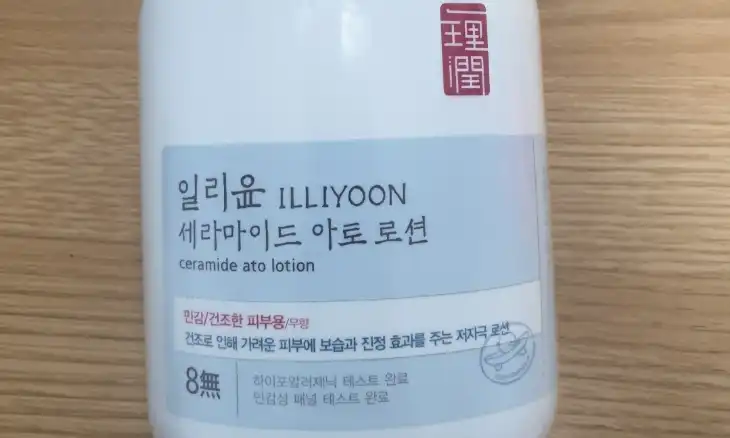 一理潤
일리윤 ILLIYOON
세라마이드 아토 로션
ceramide ato lotion
민감/건조한 피부용/무향
건조로 인해 가려운 피부에 보습과 진정 효과를 주는 저자극 로션
8無
하이포알러제닉 테스트 완료
민감성 패널 테스트 완료